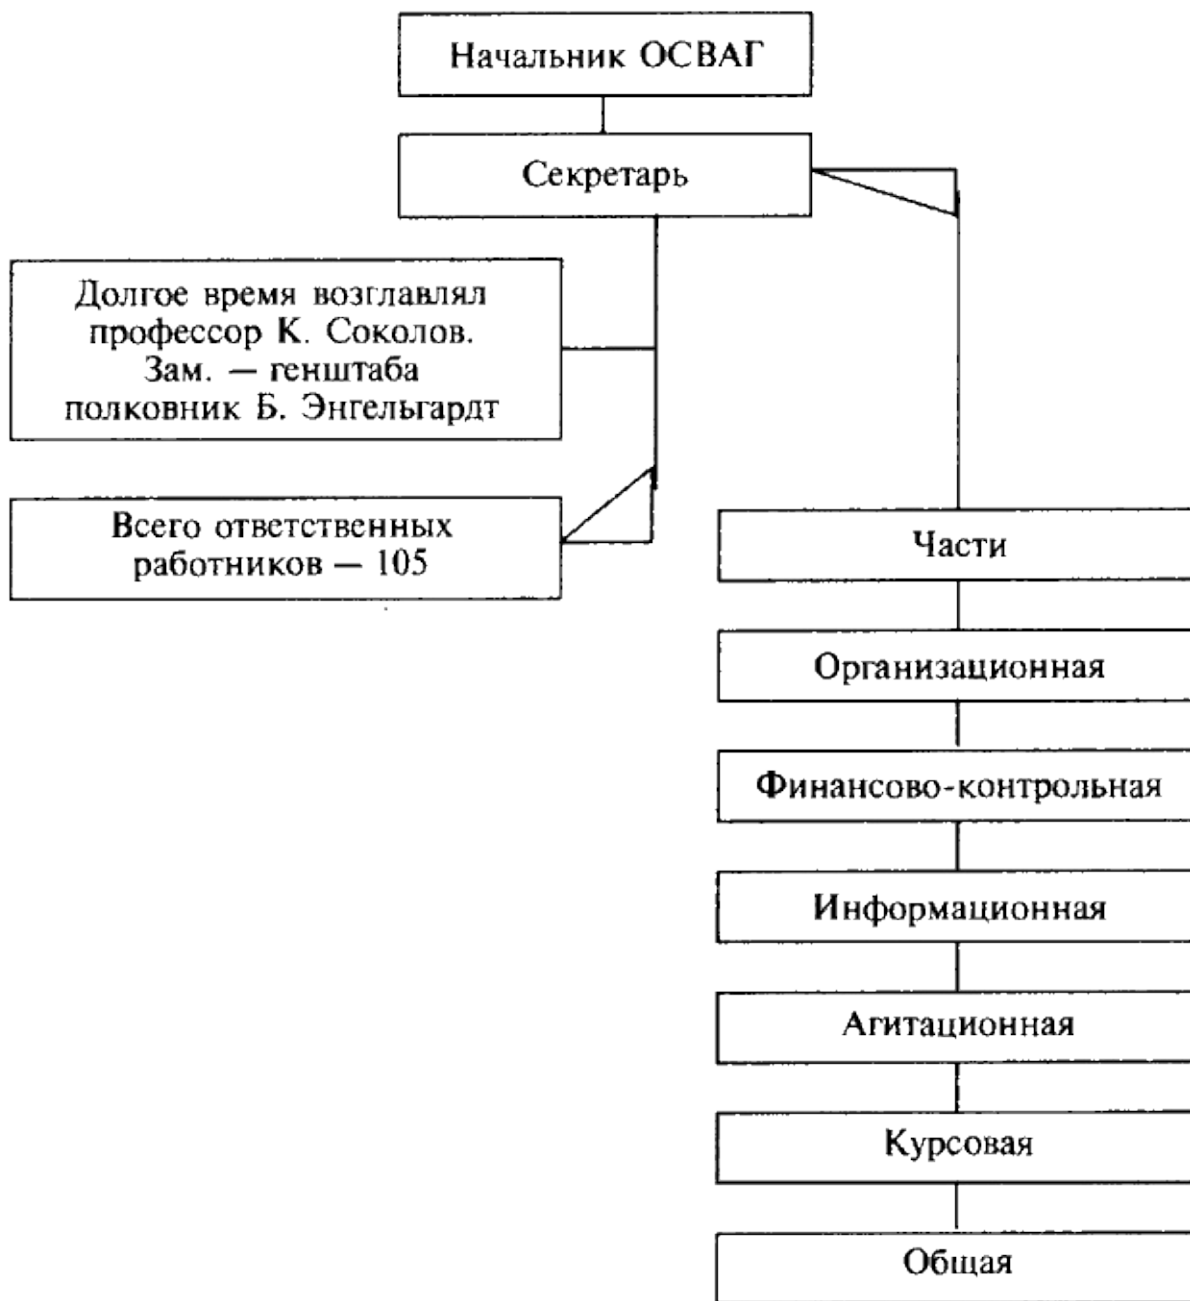 Начальник ОСВАГ
Секретарь
Долгое время возглавлял
профессор К. Соколов.
Зам. — генштаба
полковник Б. Энгельгардт
Всего ответственных
работников — 105
Части
Организационная
Финансово-контрольная
Информационная
Агитационная
Курсовая
Общая